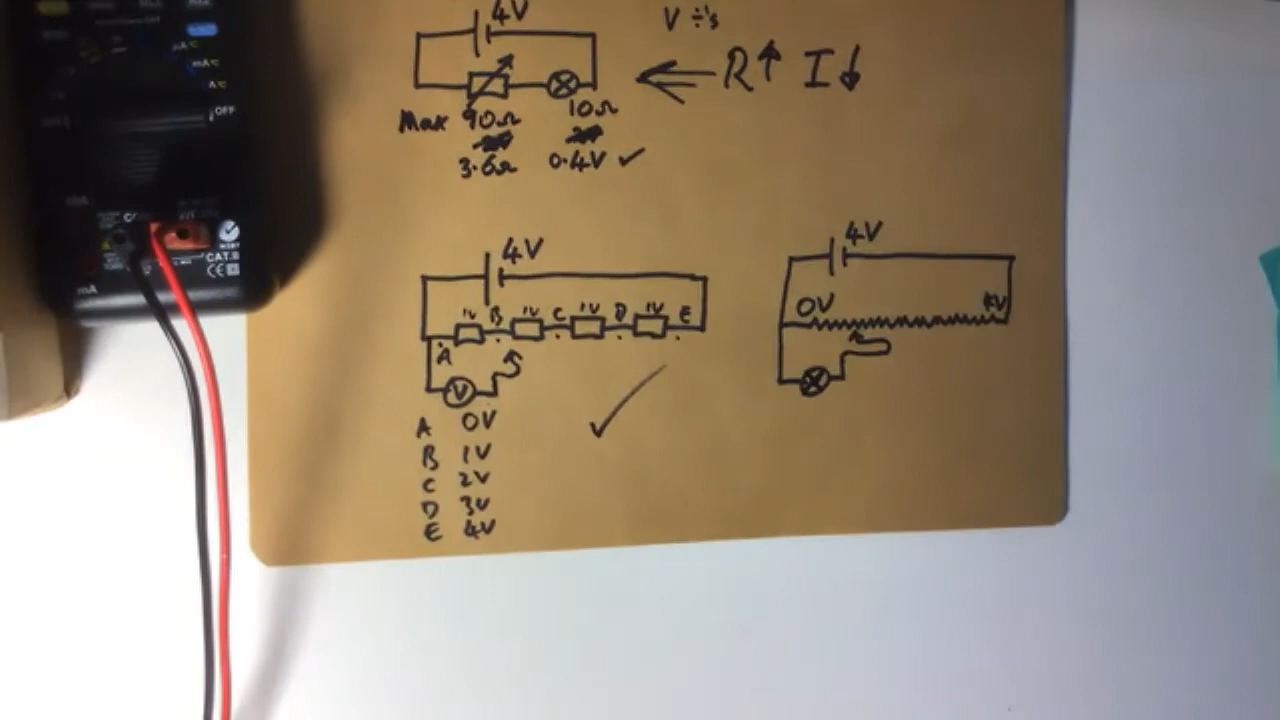 4V
V ÷'s
R↑ I↓
Max 90Ω 10Ω
3.6Ω 0.4V ✓
4V
1V B 1V C 1V D 1V E
A
V
A 0V
B 1V
C 2V
D 3V
E 4V
4V
0V 4V
OFF
CAT.II
CE
mA